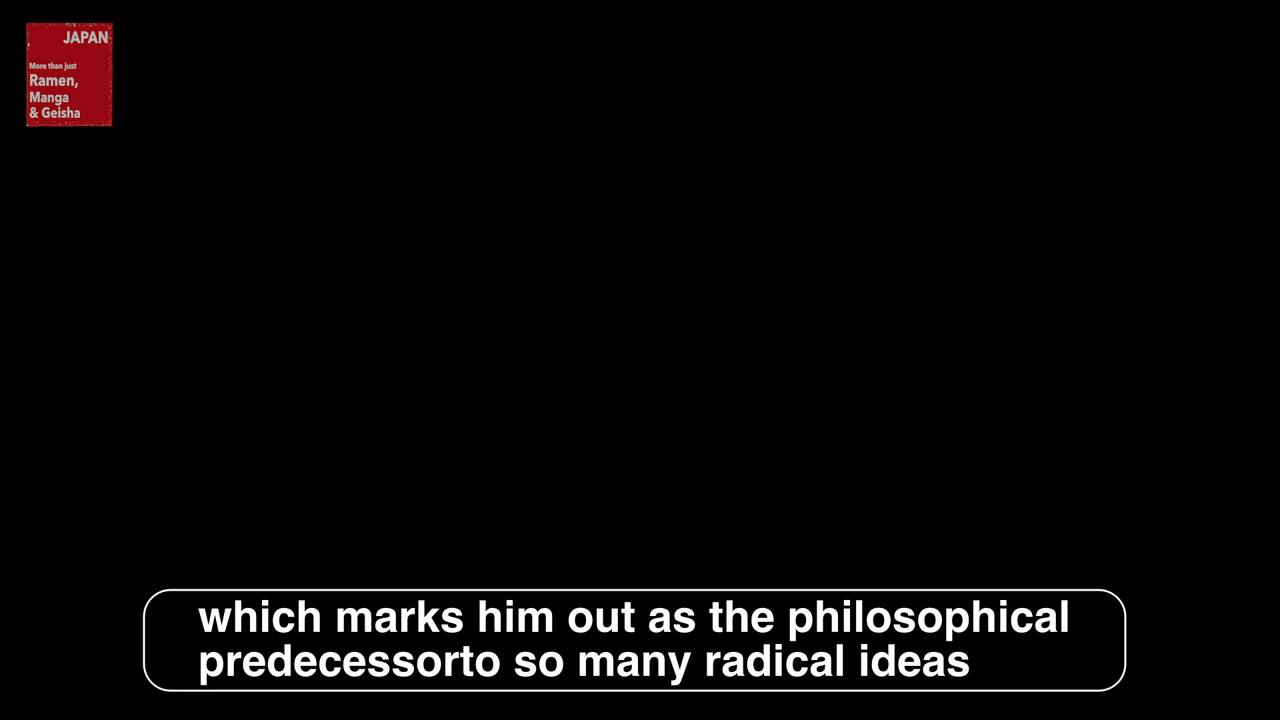 JAPAN
More than just
Ramen,
Manga
& Geisha
which marks him out as the philosophical
predecessorto so many radical ideas